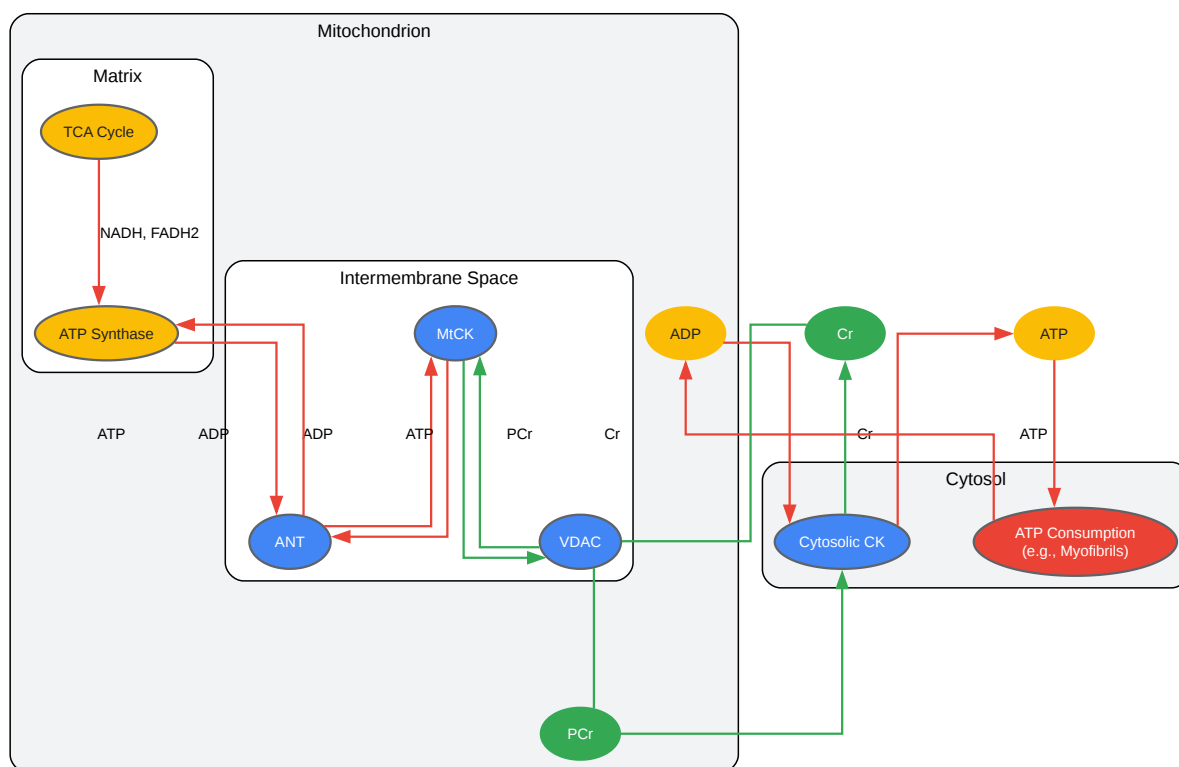 Mitochondrion
Matrix
TCA Cycle
NADH, FADH2
Intermembrane Space
ATP Synthase
MtCK
ADP
Cr
ATP
ATP
ADP
ADP
ATP
PCr
Cr
Cr
ATP
Cytosol
ANT
VDAC
Cytosolic CK
ATP Consumption
(e.g., Myofibrils)
PCr